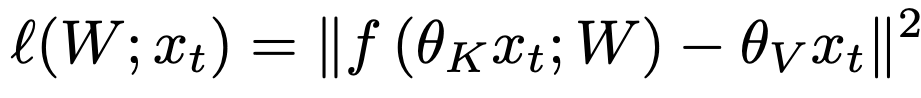 ℓ(W; x_t) = ‖f (θ_K x_t; W) − θ_V x_t‖²